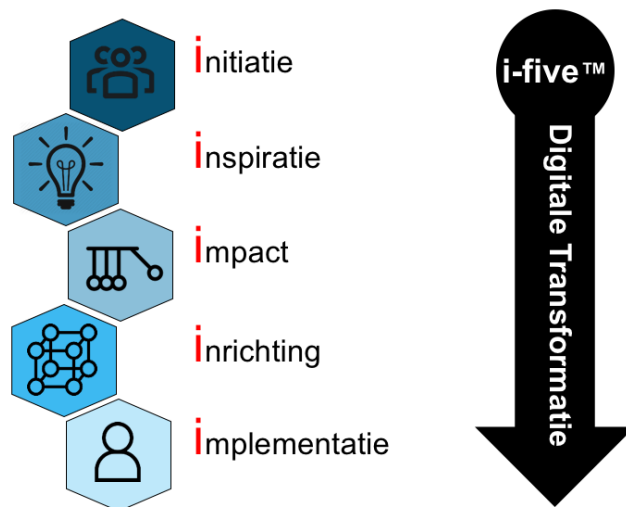 initiatie
inspiratie
impact
inrichting
implementatie
i-five™
Digitale Transformatie